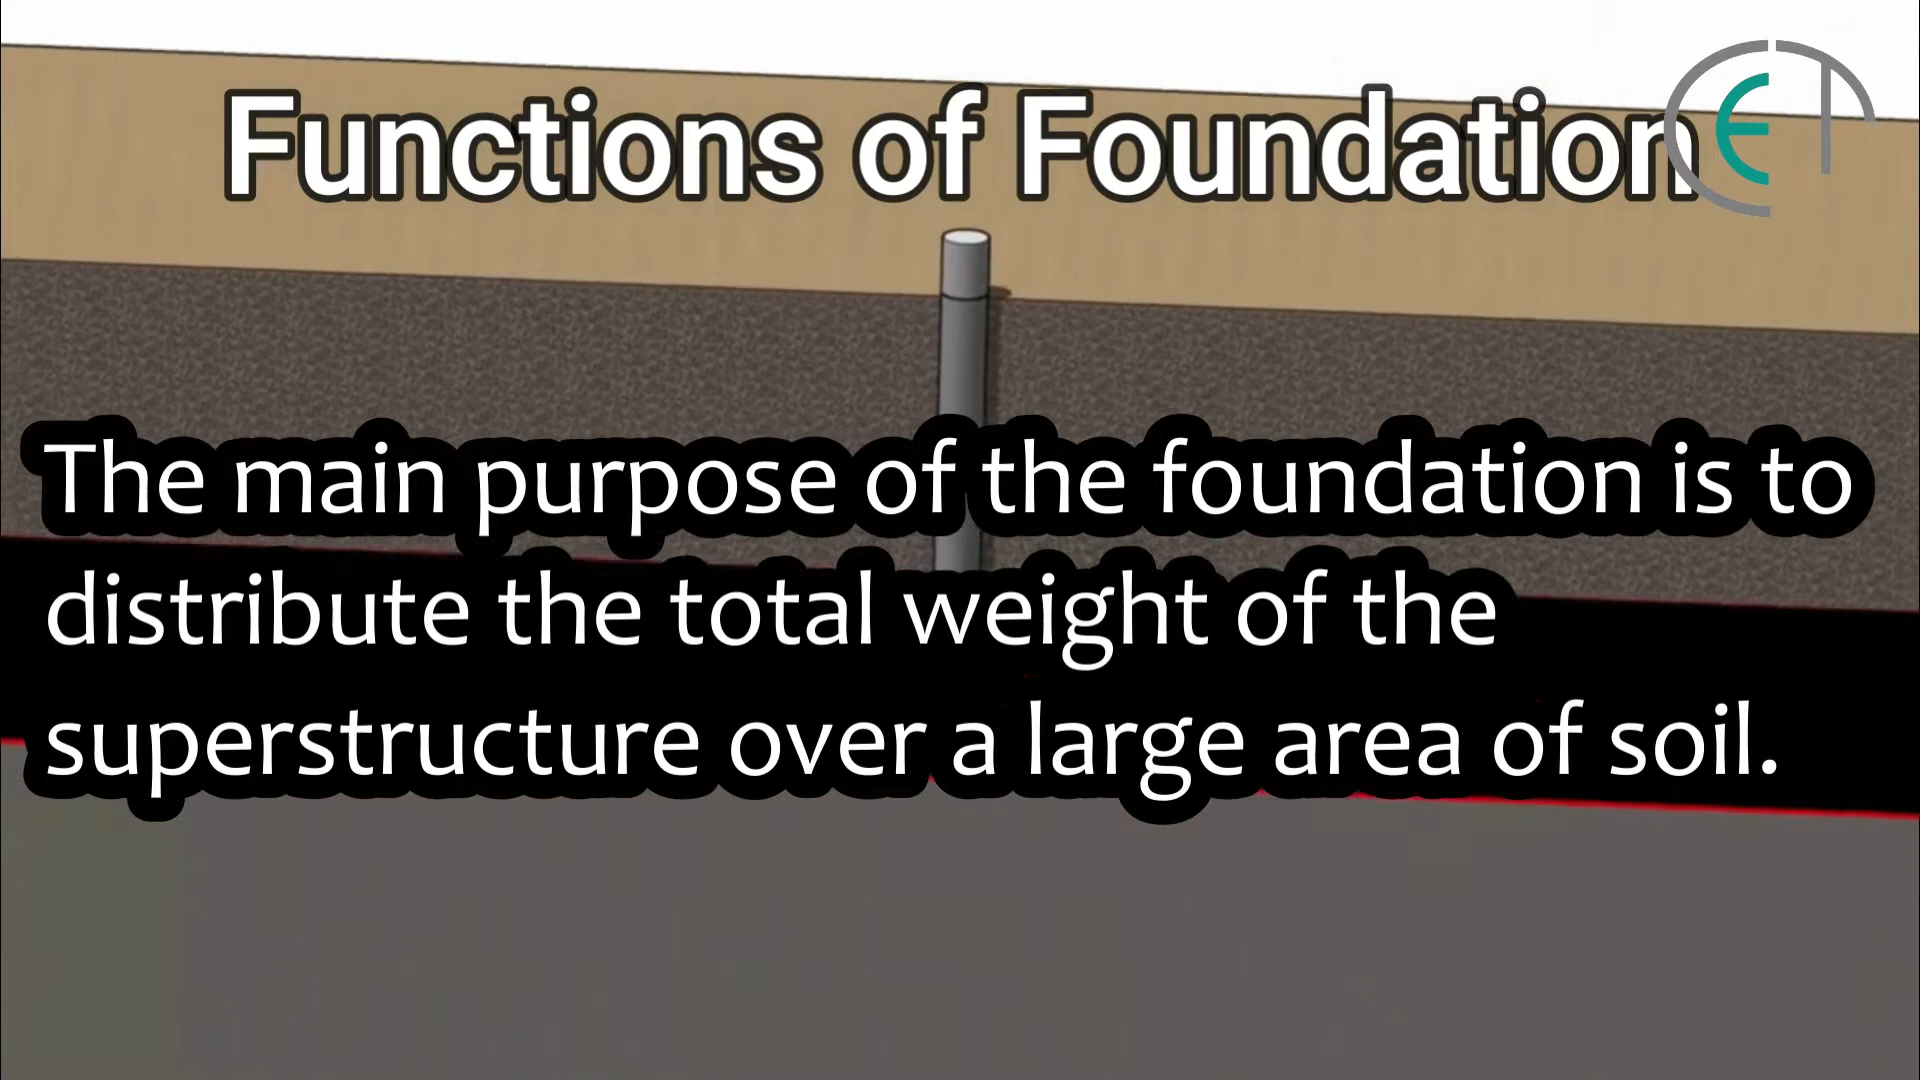 Functions of Foundation
CET
The main purpose of the foundation is to
distribute the total weight of the
superstructure over a large area of soil.